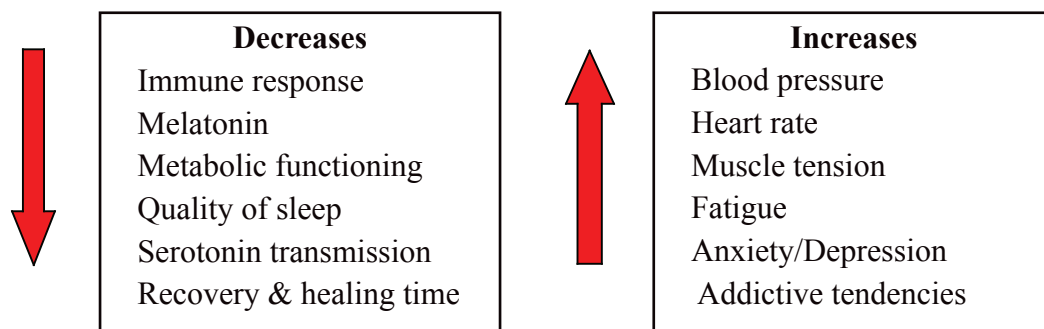 Decreases
Immune response
Melatonin
Metabolic functioning
Quality of sleep
Serotonin transmission
Recovery & healing time
Increases
Blood pressure
Heart rate
Muscle tension
Fatigue
Anxiety/Depression
Addictive tendencies